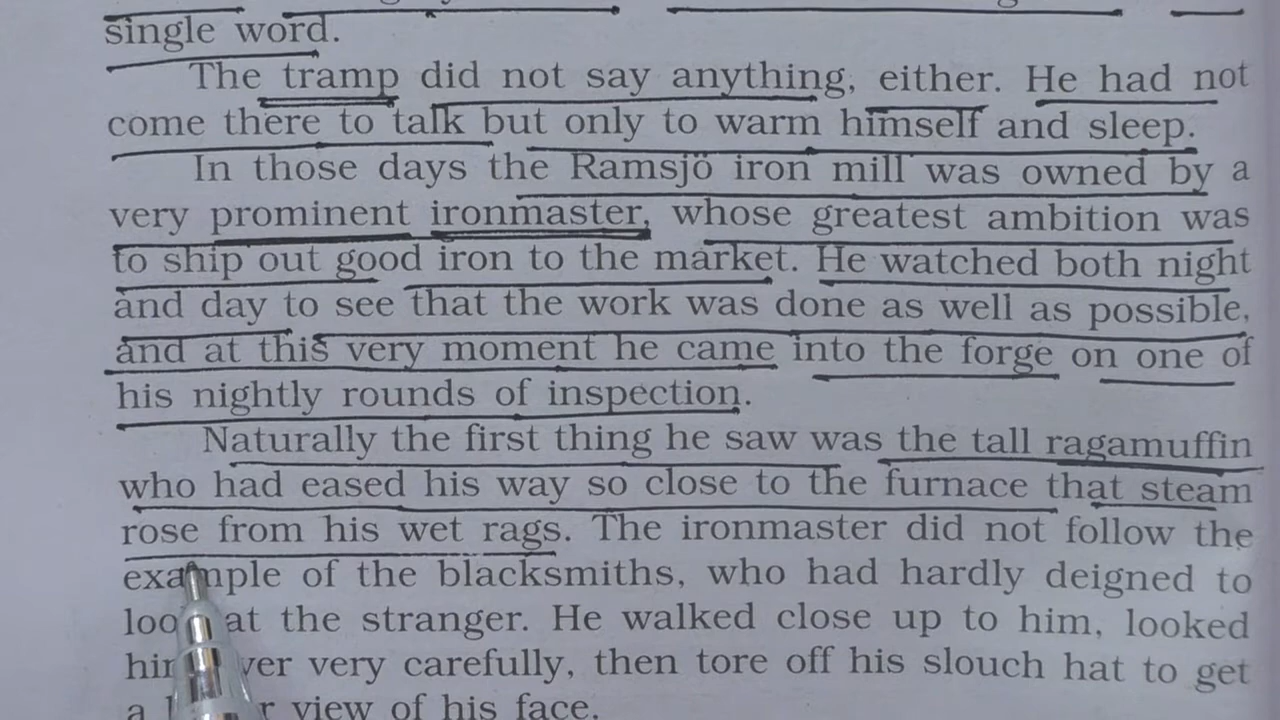 single word.
The tramp did not say anything, either. He had not
come there to talk but only to warm himself and sleep.
In those days the Ramsjö iron mill was owned by a
very prominent ironmaster, whose greatest ambition was
to ship out good iron to the market. He watched both night
and day to see that the work was done as well as possible,
and at this very moment he came into the forge on one of
his nightly rounds of inspection.
Naturally the first thing he saw was the tall ragamuffin
who had eased his way so close to the furnace that steam
rose from his wet rags. The ironmaster did not follow the
example of the blacksmiths, who had hardly deigned to
at the stranger. He walked close up to him, looked
very carefully, then tore off his slouch hat to get
a view of his face.